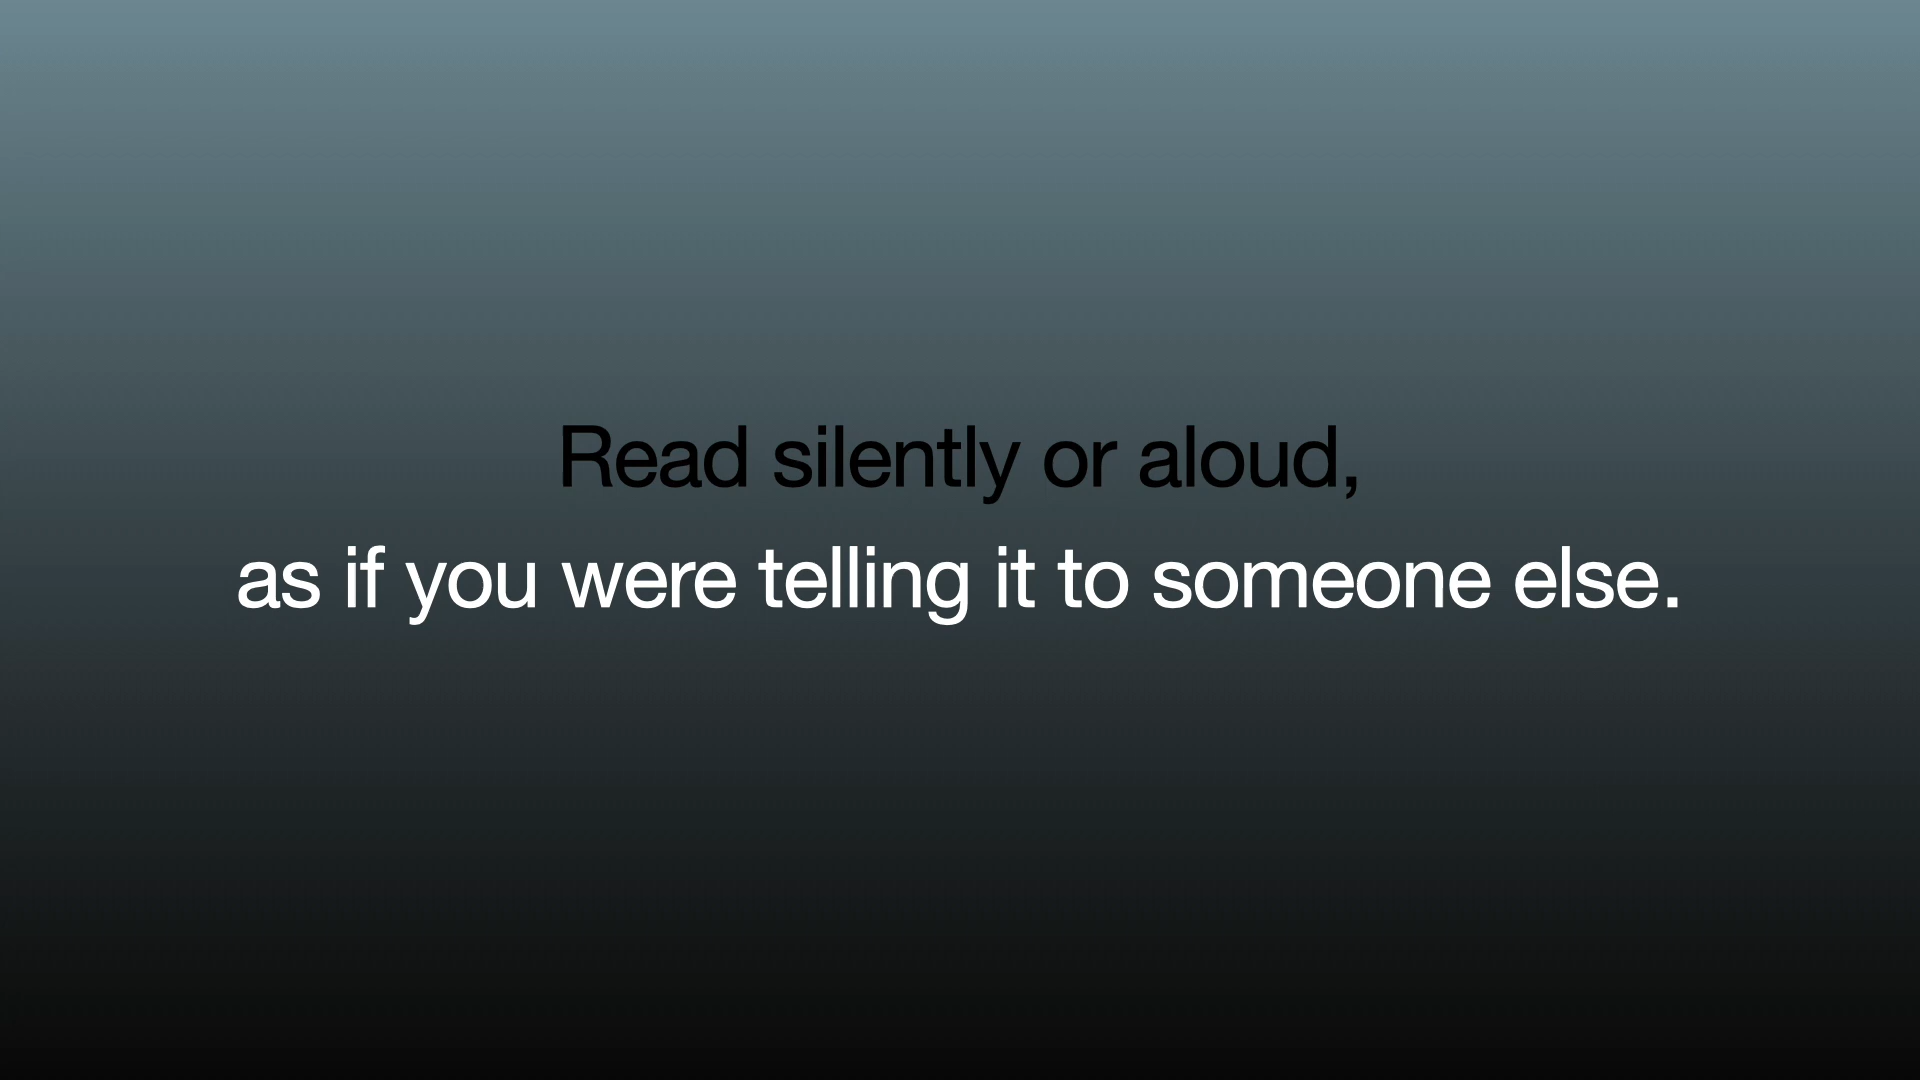 Read silently or aloud,
as if you were telling it to someone else.